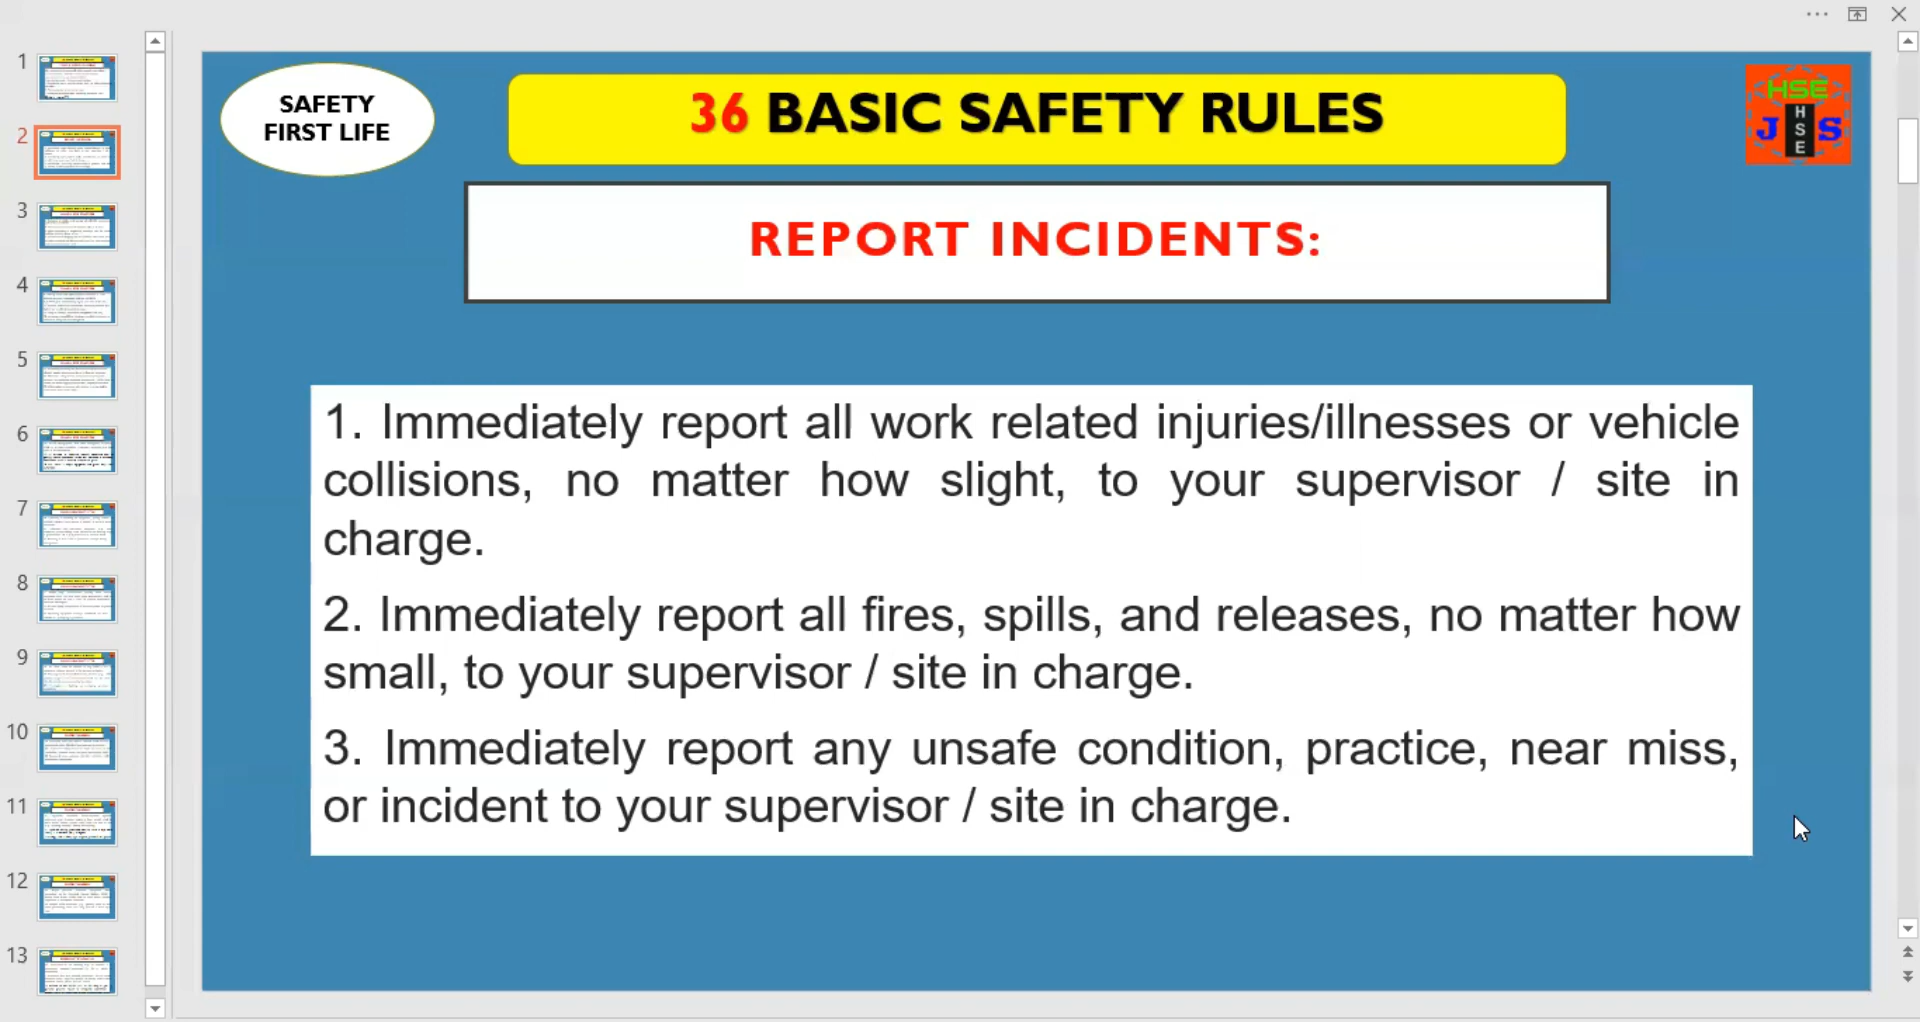 1
2
3
4
5
6
7
8
9
10
11
12
13
SAFETY
FIRST LIFE
36 BASIC SAFETY RULES
HSE
J HSE S
REPORT INCIDENTS:
1. Immediately report all work related injuries/illnesses or vehicle
collisions, no matter how slight, to your supervisor / site in
charge.
2. Immediately report all fires, spills, and releases, no matter how
small, to your supervisor / site in charge.
3. Immediately report any unsafe condition, practice, near miss,
or incident to your supervisor / site in charge.